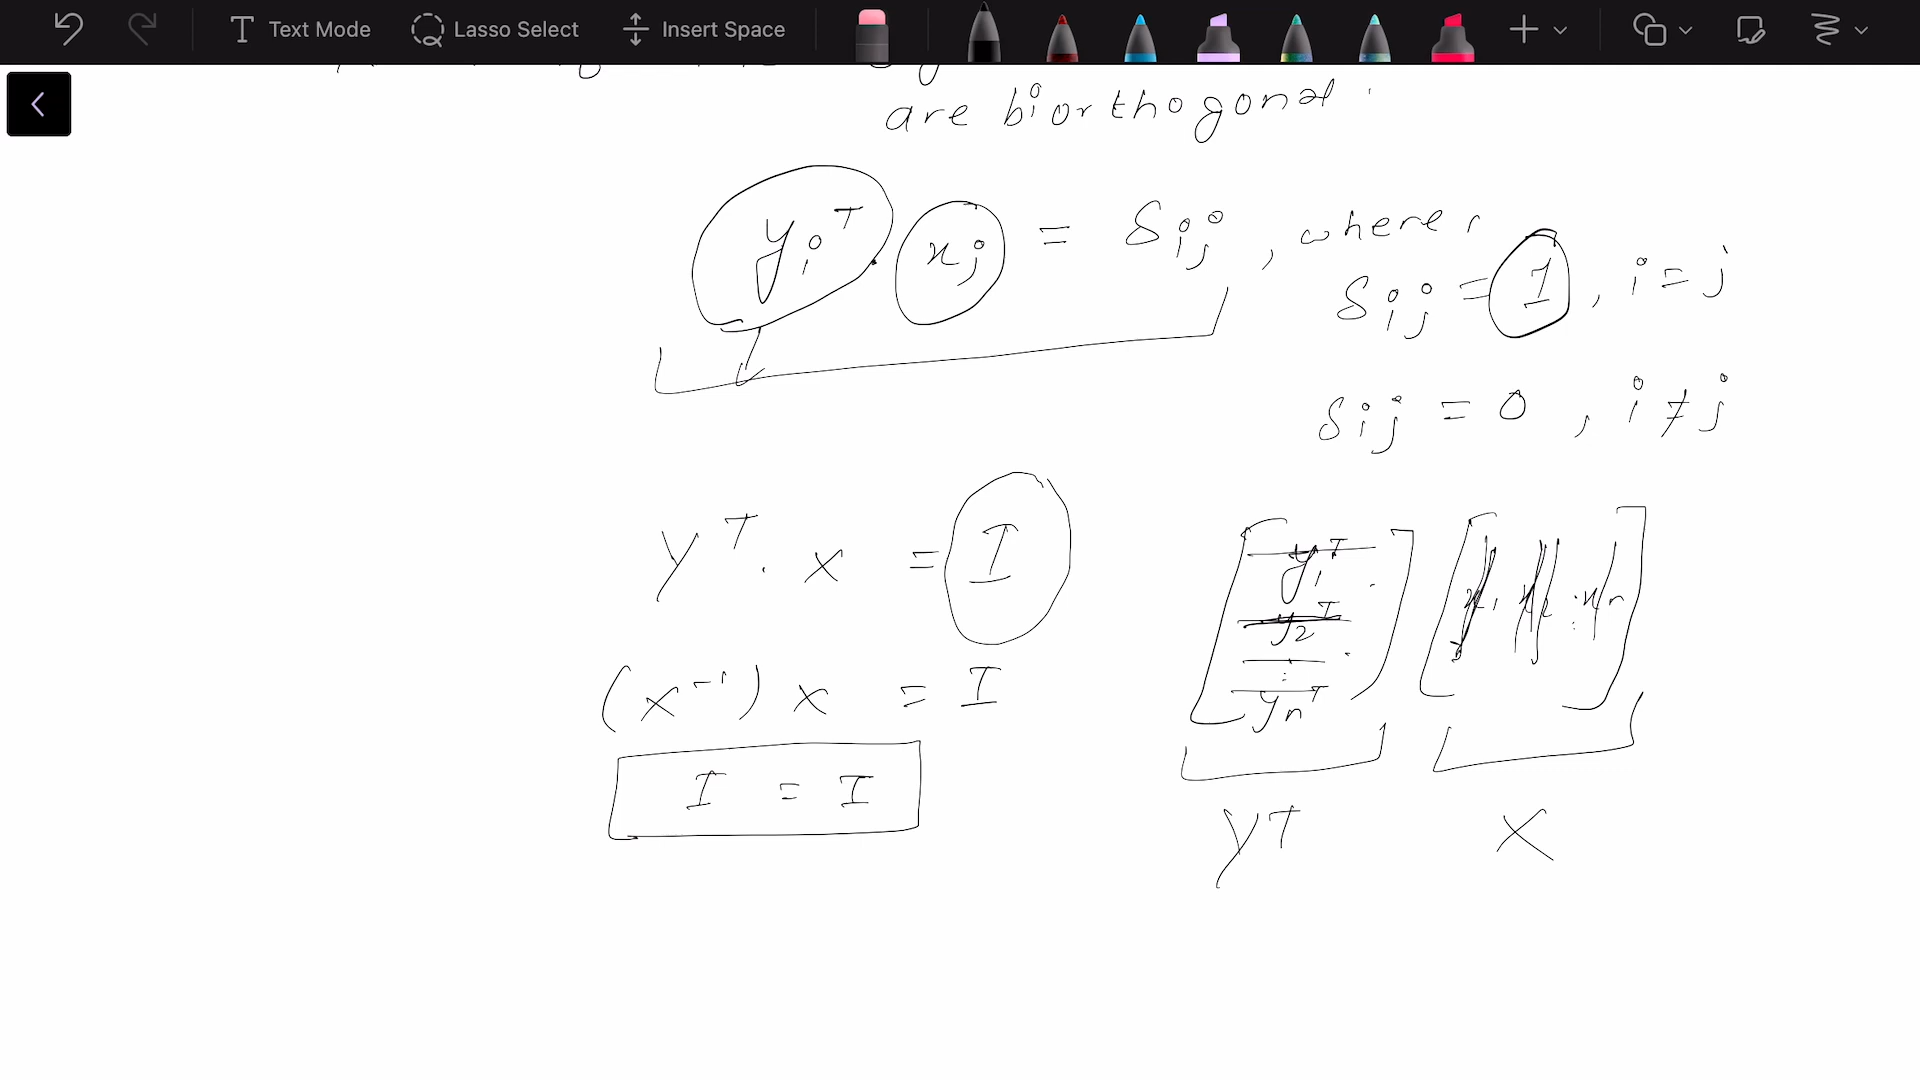 Text Mode Lasso Select Insert Space
are biorthogonal.
yᵢᵀ . xⱼ = δᵢⱼ , where,
δᵢⱼ = 1 , i = j
δᵢⱼ = 0 , i ≠ j
Yᵀ . X = I
(X⁻¹) X = I
I = I
y₁ᵀ
y₂ᵀ
⋮
yₙᵀ
x₁ x₂ … xₙ
Yᵀ X